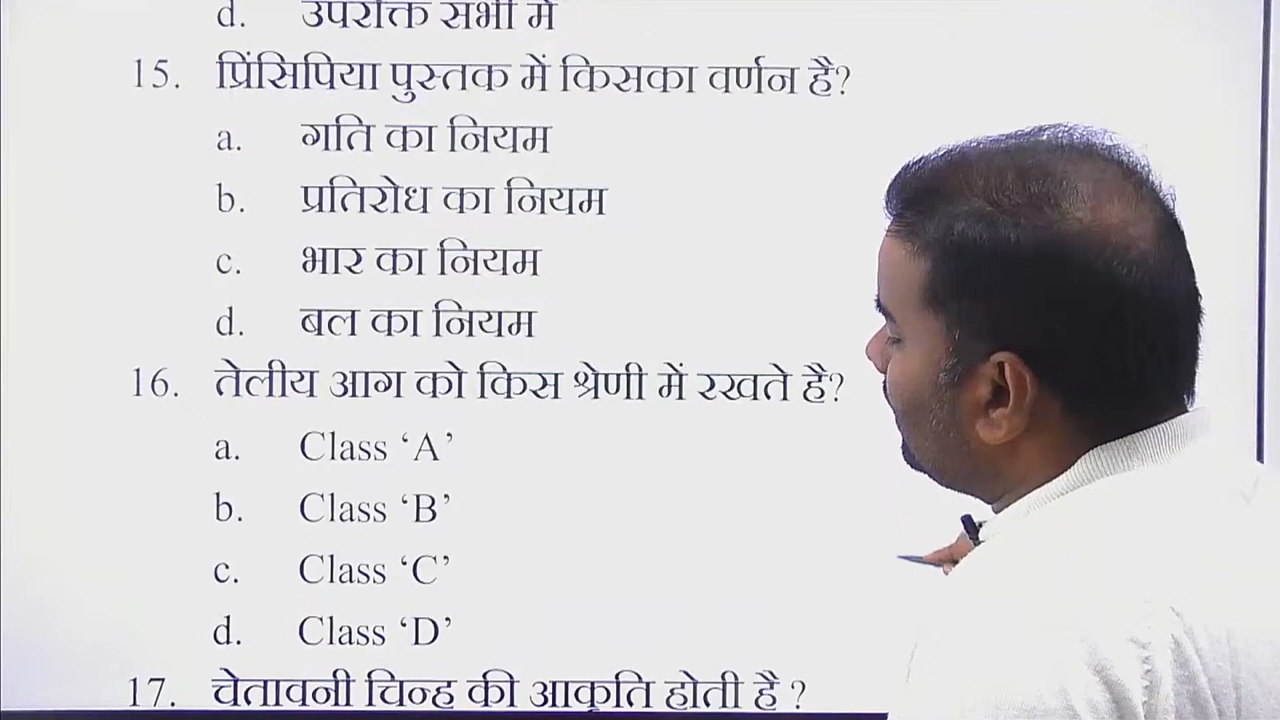 d. उपरोक्त सभी में
15. प्रिंसिपिया पुस्तक में किसका वर्णन है?
a. गति का नियम
b. प्रतिरोध का नियम
c. भार का नियम
d. बल का नियम
16. तेलीय आग को किस श्रेणी में रखते है?
a. Class ‘A’
b. Class ‘B’
c. Class ‘C’
d. Class ‘D’
17. चेतावनी चिन्ह की आकृति होती है ?